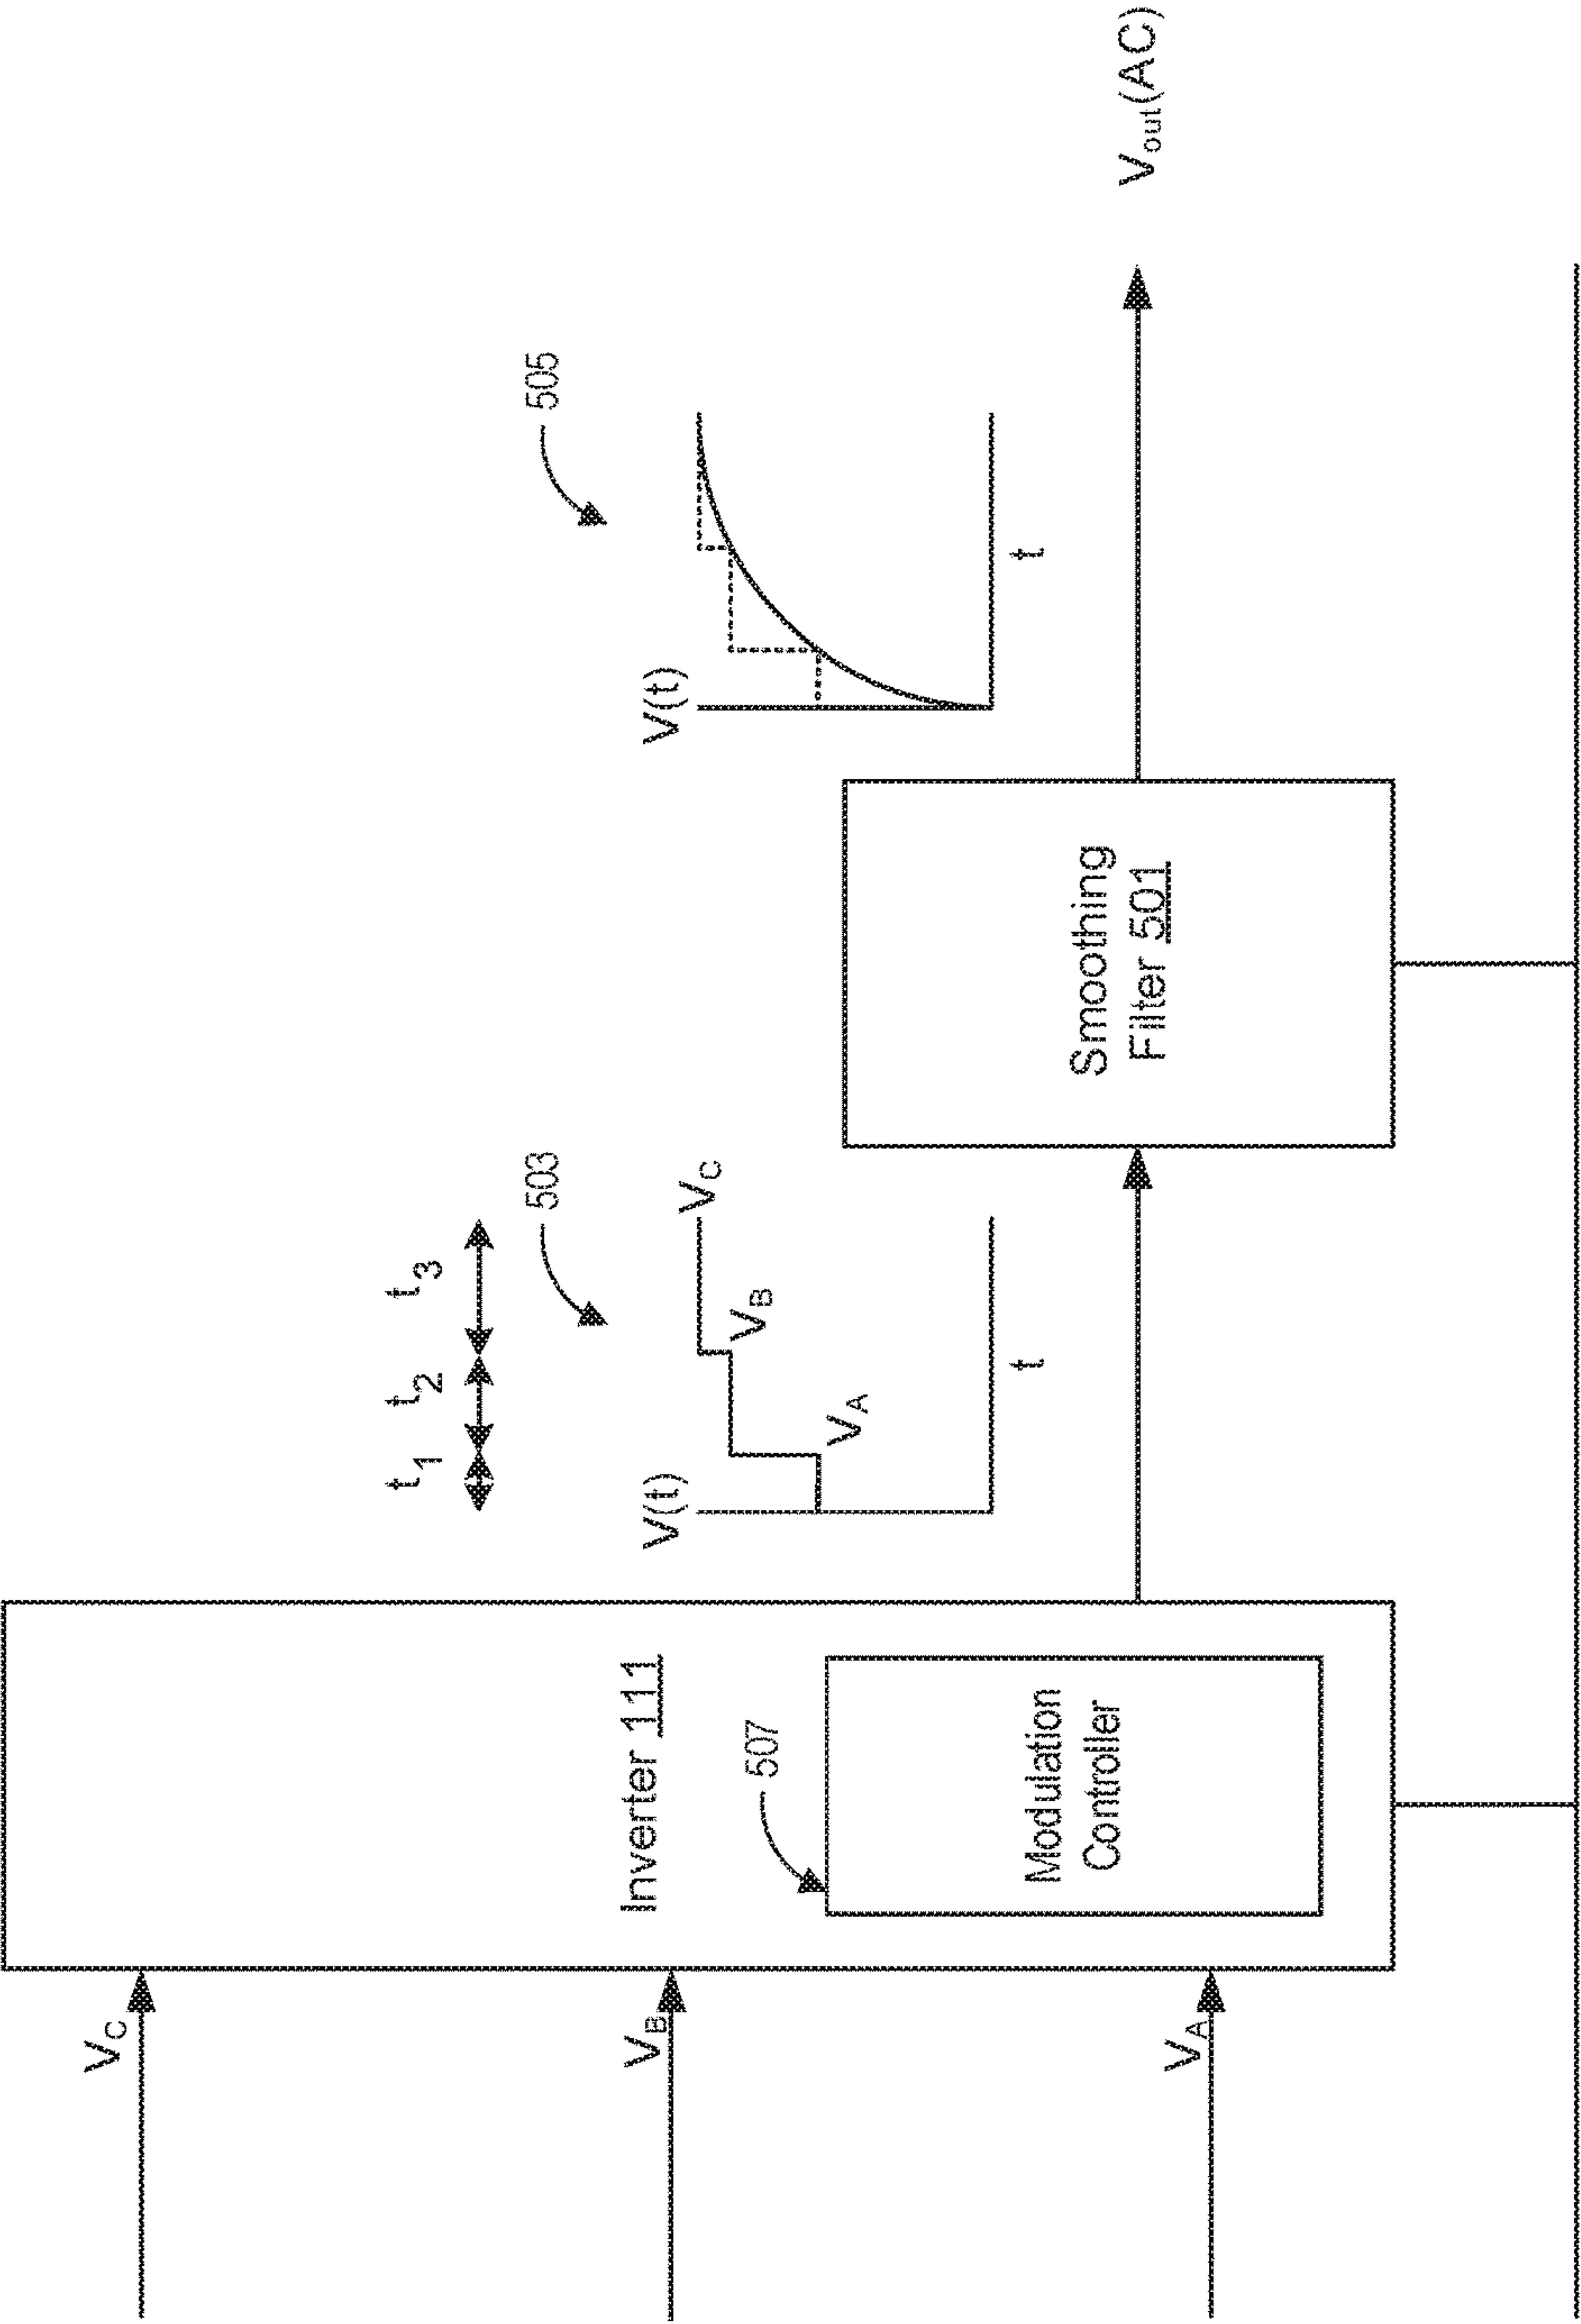 VC
VB
VA
Inverter 111
507
Modulation
Controller
t1
t2
t3
503
V(t)
VA
VB
VC
t
Smoothing
Filter 501
505
V(t)
t
Vout(AC)